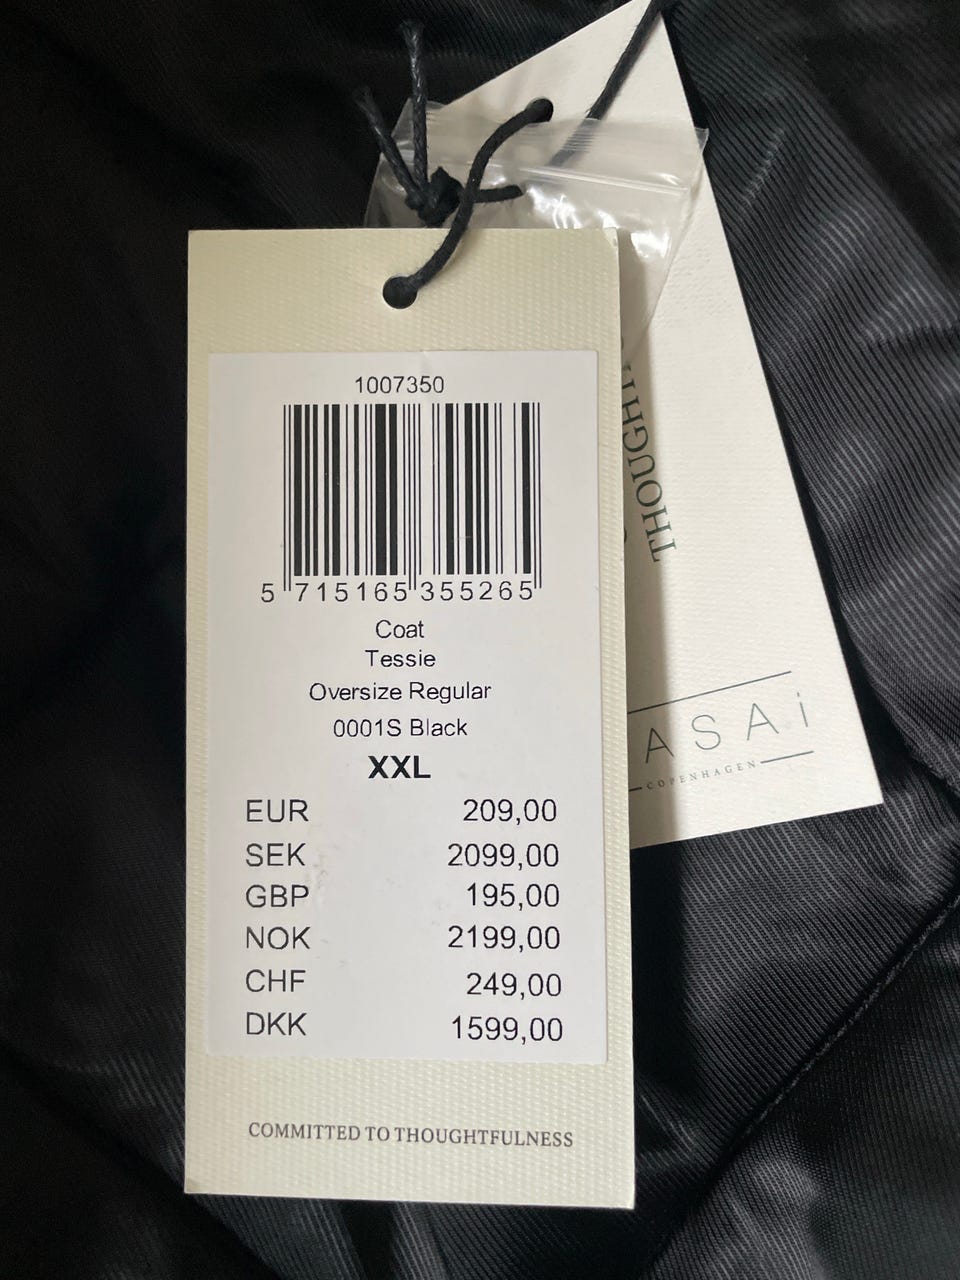 1007350
5 715165 355265
Coat
Tessie
Oversize Regular
0001S Black
XXL
EUR 209,00
SEK 2099,00
GBP 195,00
NOK 2199,00
CHF 249,00
DKK 1599,00
COMMITTED TO THOUGHTFULNESS
THOUGHT
ASAi
COPENHAGEN